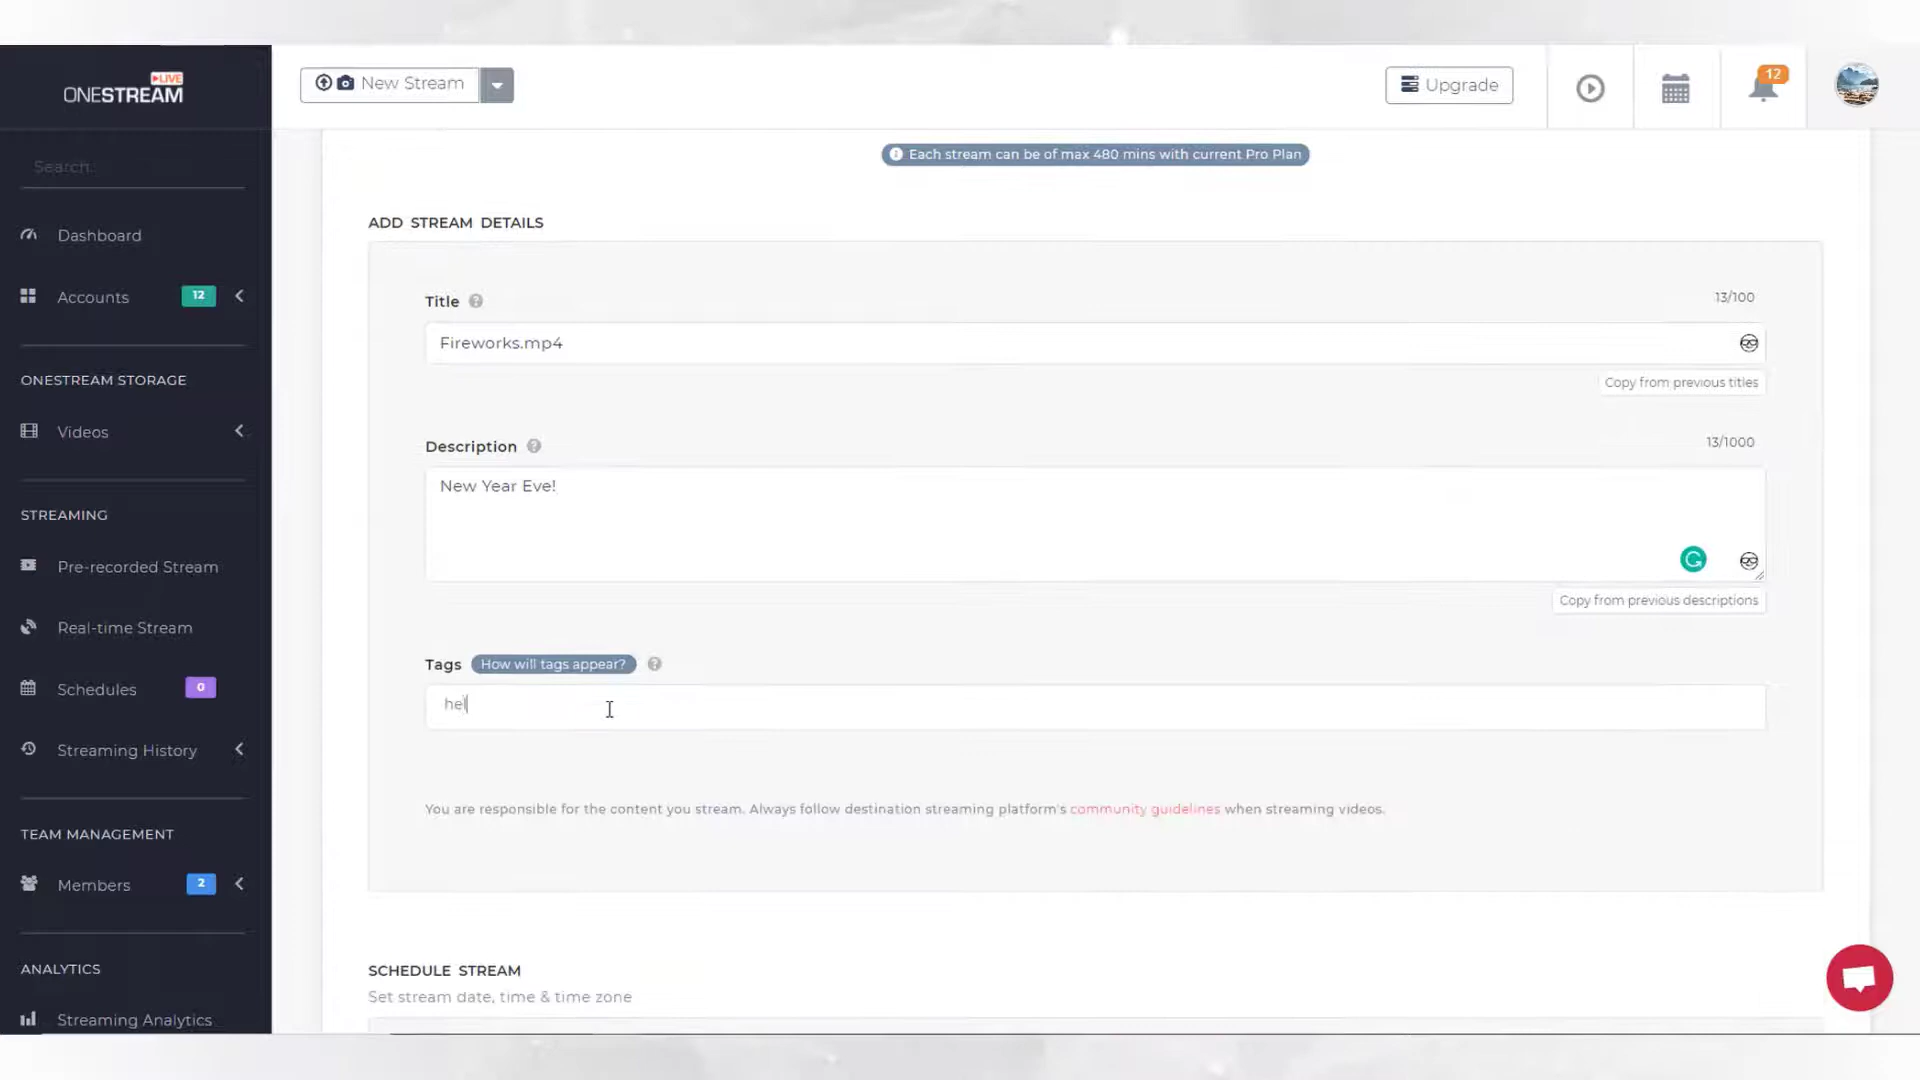 LIVE
ONESTREAM
New Stream
Upgrade
12
Search..
Each stream can be of max 480 mins with current Pro Plan
ADD STREAM DETAILS
Dashboard
Accounts 12
Title 13/100
Fireworks.mp4
Copy from previous titles
ONESTREAM STORAGE
Videos
Description 13/1000
New Year Eve!
Copy from previous descriptions
STREAMING
Pre-recorded Stream
Real-time Stream
Schedules 0
Streaming History
Tags How will tags appear?
hel
You are responsible for the content you stream. Always follow destination streaming platform's community guidelines when streaming videos.
TEAM MANAGEMENT
Members 2
ANALYTICS
Streaming Analytics
SCHEDULE STREAM
Set stream date, time & time zone